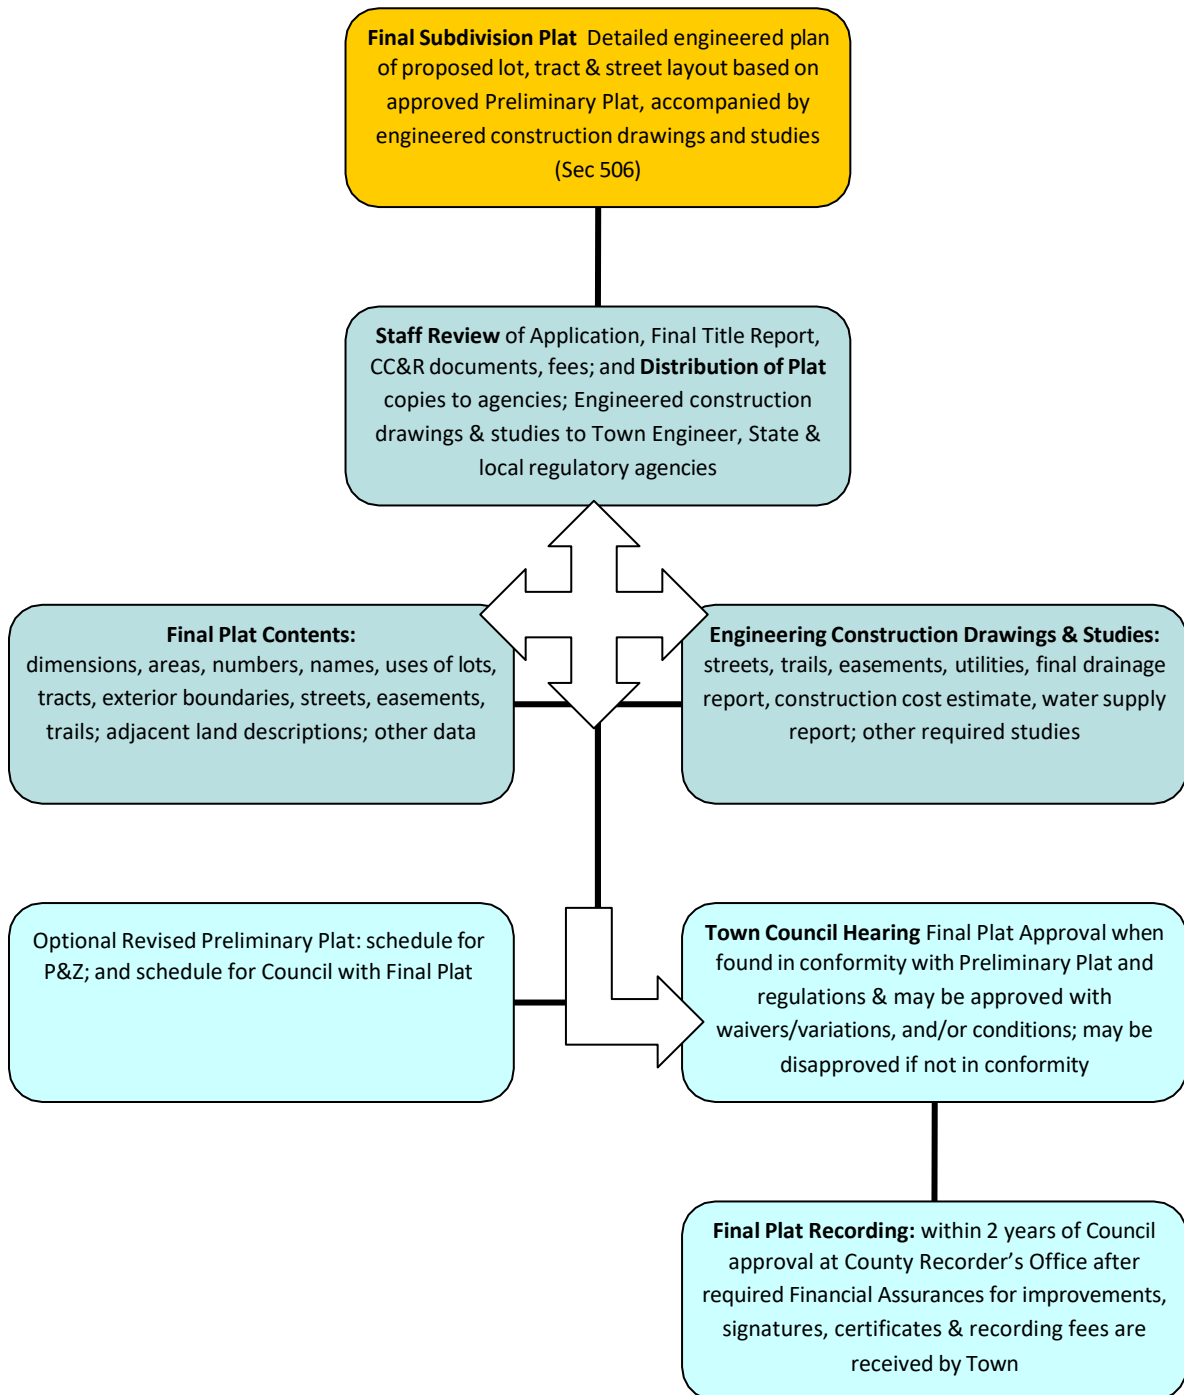 Final Subdivision Plat Detailed engineered plan
of proposed lot, tract & street layout based on
approved Preliminary Plat, accompanied by
engineered construction drawings and studies
(Sec 506)
Staff Review of Application, Final Title Report,
CC&R documents, fees; and Distribution of Plat
copies to agencies; Engineered construction
drawings & studies to Town Engineer, State &
local regulatory agencies
Final Plat Contents:
dimensions, areas, numbers, names, uses of lots,
tracts, exterior boundaries, streets, easements,
trails; adjacent land descriptions; other data
Engineering Construction Drawings & Studies:
streets, trails, easements, utilities, final drainage
report, construction cost estimate, water supply
report; other required studies
Optional Revised Preliminary Plat: schedule for
P&Z; and schedule for Council with Final Plat
Town Council Hearing Final Plat Approval when
found in conformity with Preliminary Plat and
regulations & may be approved with
waivers/variations, and/or conditions; may be
disapproved if not in conformity
Final Plat Recording: within 2 years of Council
approval at County Recorder’s Office after
required Financial Assurances for improvements,
signatures, certificates & recording fees are
received by Town